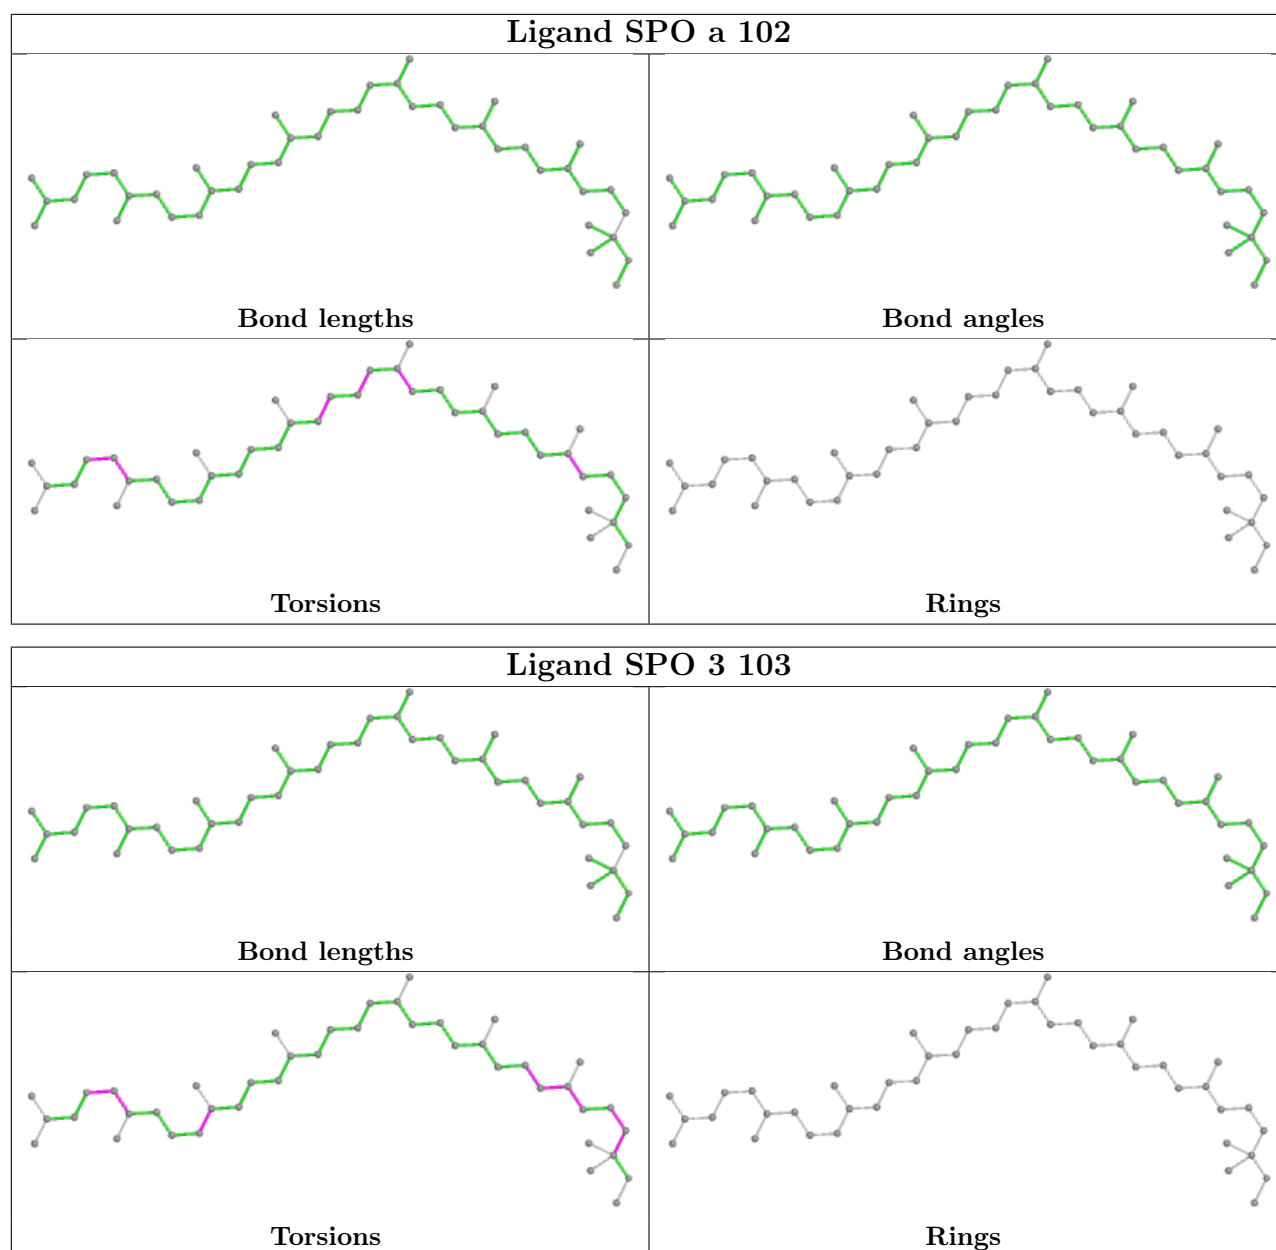 Ligand SPO a 102
Bond lengths
Bond angles
Torsions
Rings
Ligand SPO 3 103
Bond lengths
Bond angles
Torsions
Rings